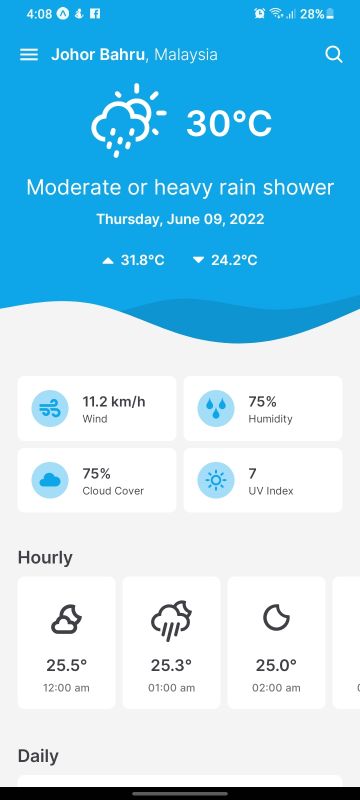 4:08 28%
Johor Bahru, Malaysia
30°C
Moderate or heavy rain shower
Thursday, June 09, 2022
31.8°C 24.2°C
11.2 km/h
Wind
75%
Humidity
75%
Cloud Cover
7
UV Index
Hourly
25.5° 25.3° 25.0°
12:00 am 01:00 am 02:00 am
Daily